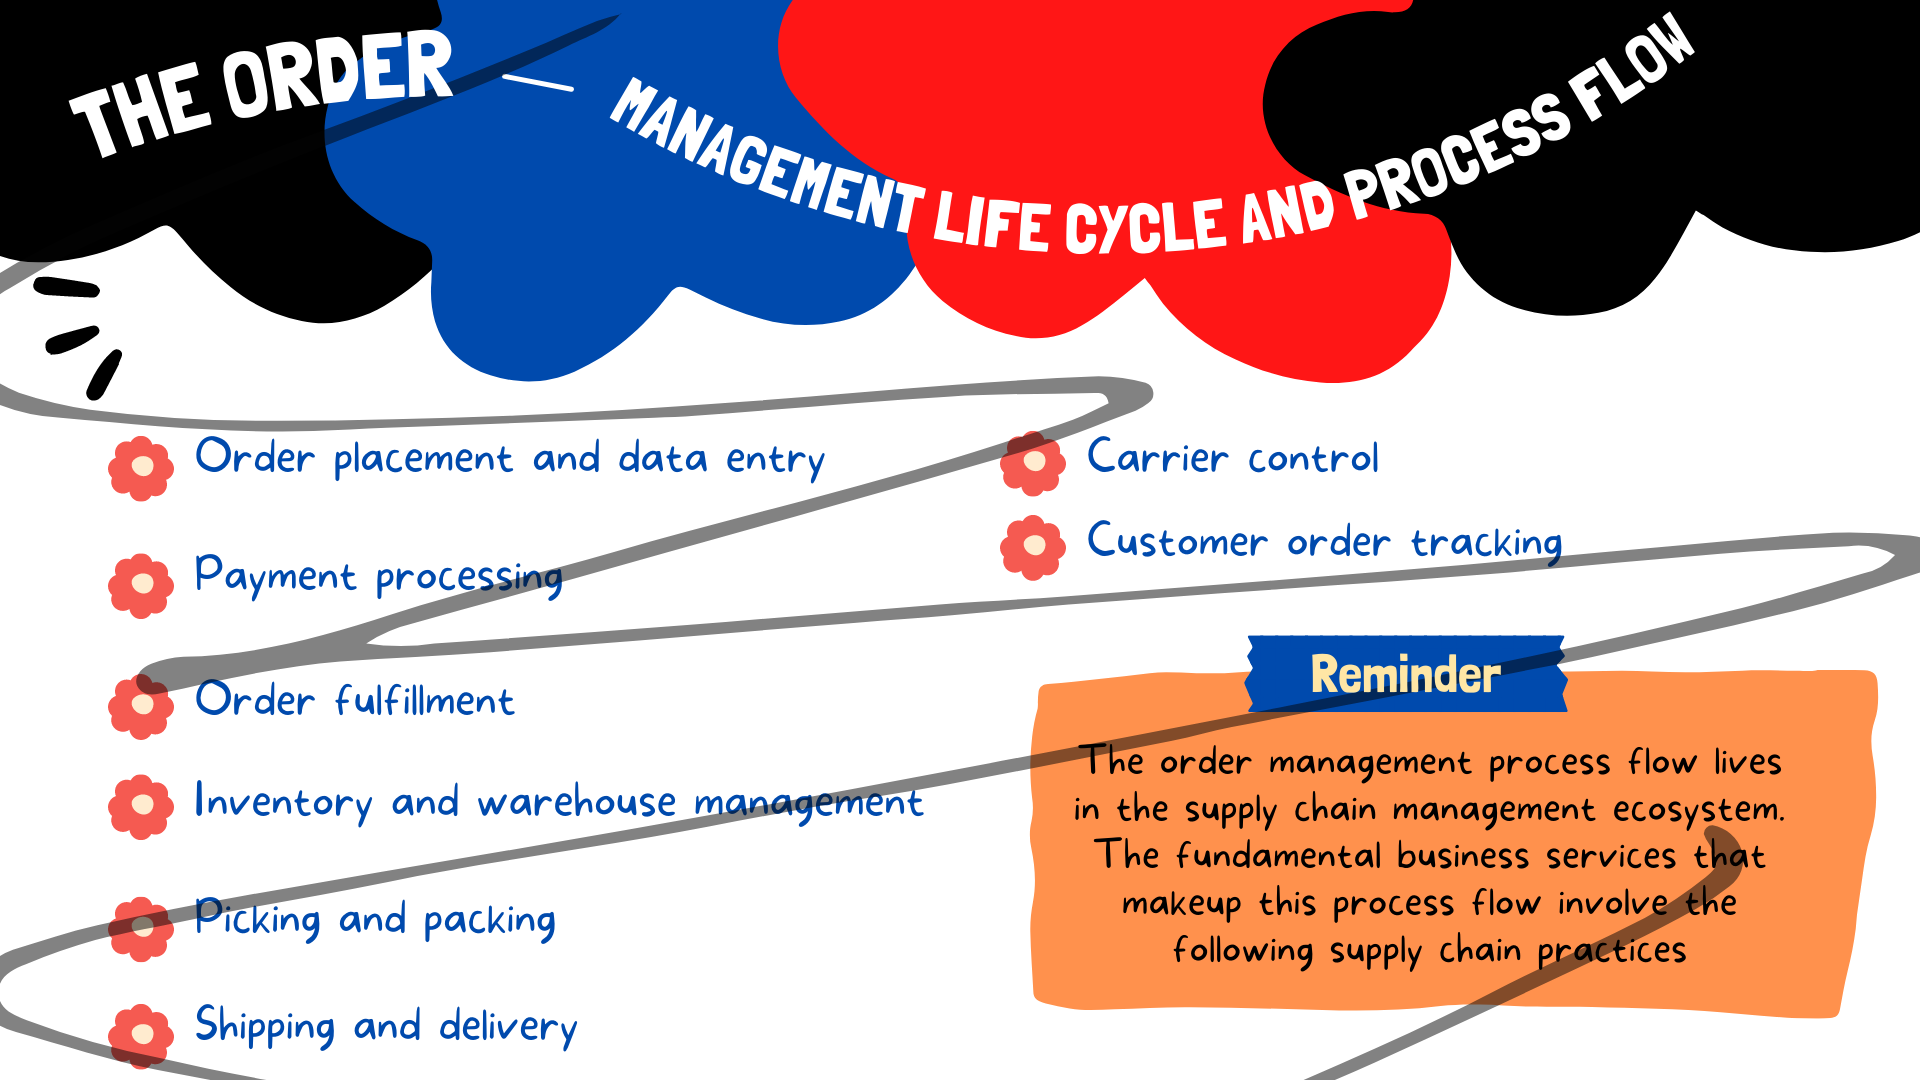 THE ORDER — MANAGEMENT LIFE CYCLE AND PROCESS FLOW
Order placement and data entry
Payment processing
Order fulfillment
Inventory and warehouse management
Picking and packing
Shipping and delivery
Carrier control
Customer order tracking
Reminder
The order management process flow lives
in the supply chain management ecosystem.
The fundamental business services that
makeup this process flow involve the
following supply chain practices